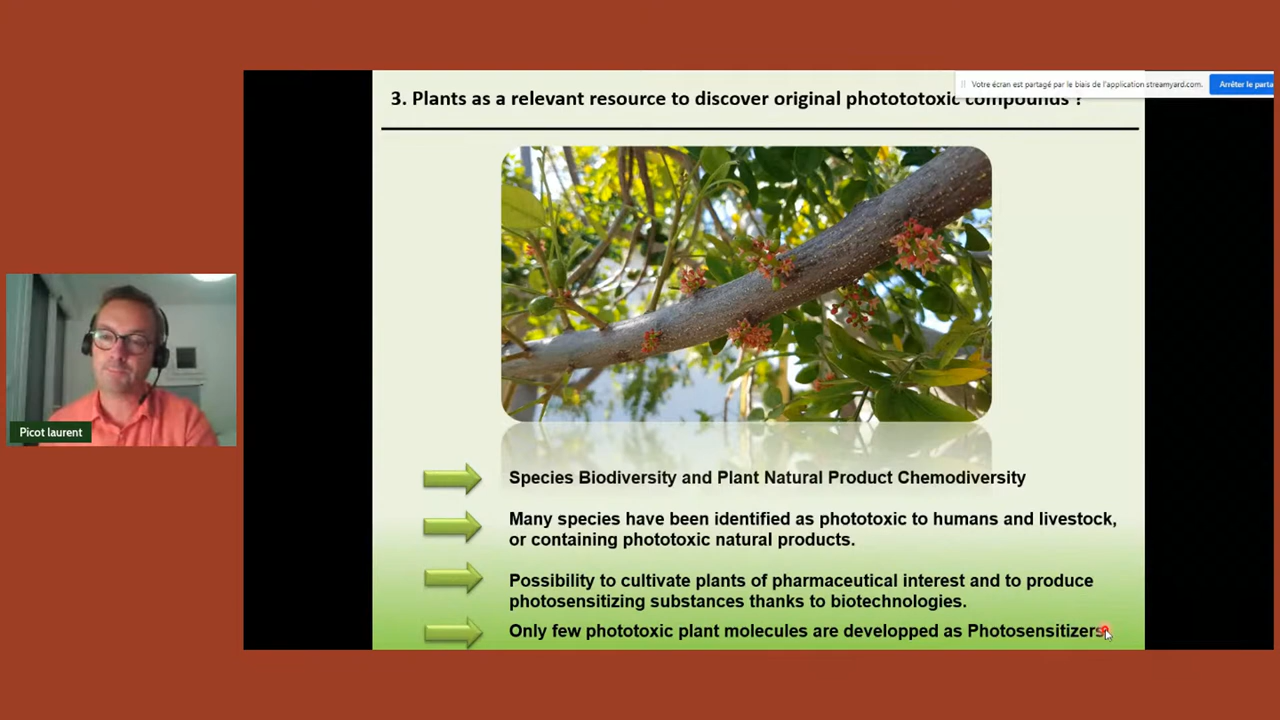 3. Plants as a relevant resource to discover original photototoxic compounds ?
Votre écran est partagé par le biais de l'application streamyard.com.
Arrêter le parta
Picot laurent
Species Biodiversity and Plant Natural Product Chemodiversity
Many species have been identified as phototoxic to humans and livestock,
or containing phototoxic natural products.
Possibility to cultivate plants of pharmaceutical interest and to produce
photosensitizing substances thanks to biotechnologies.
Only few phototoxic plant molecules are developped as Photosensitizers